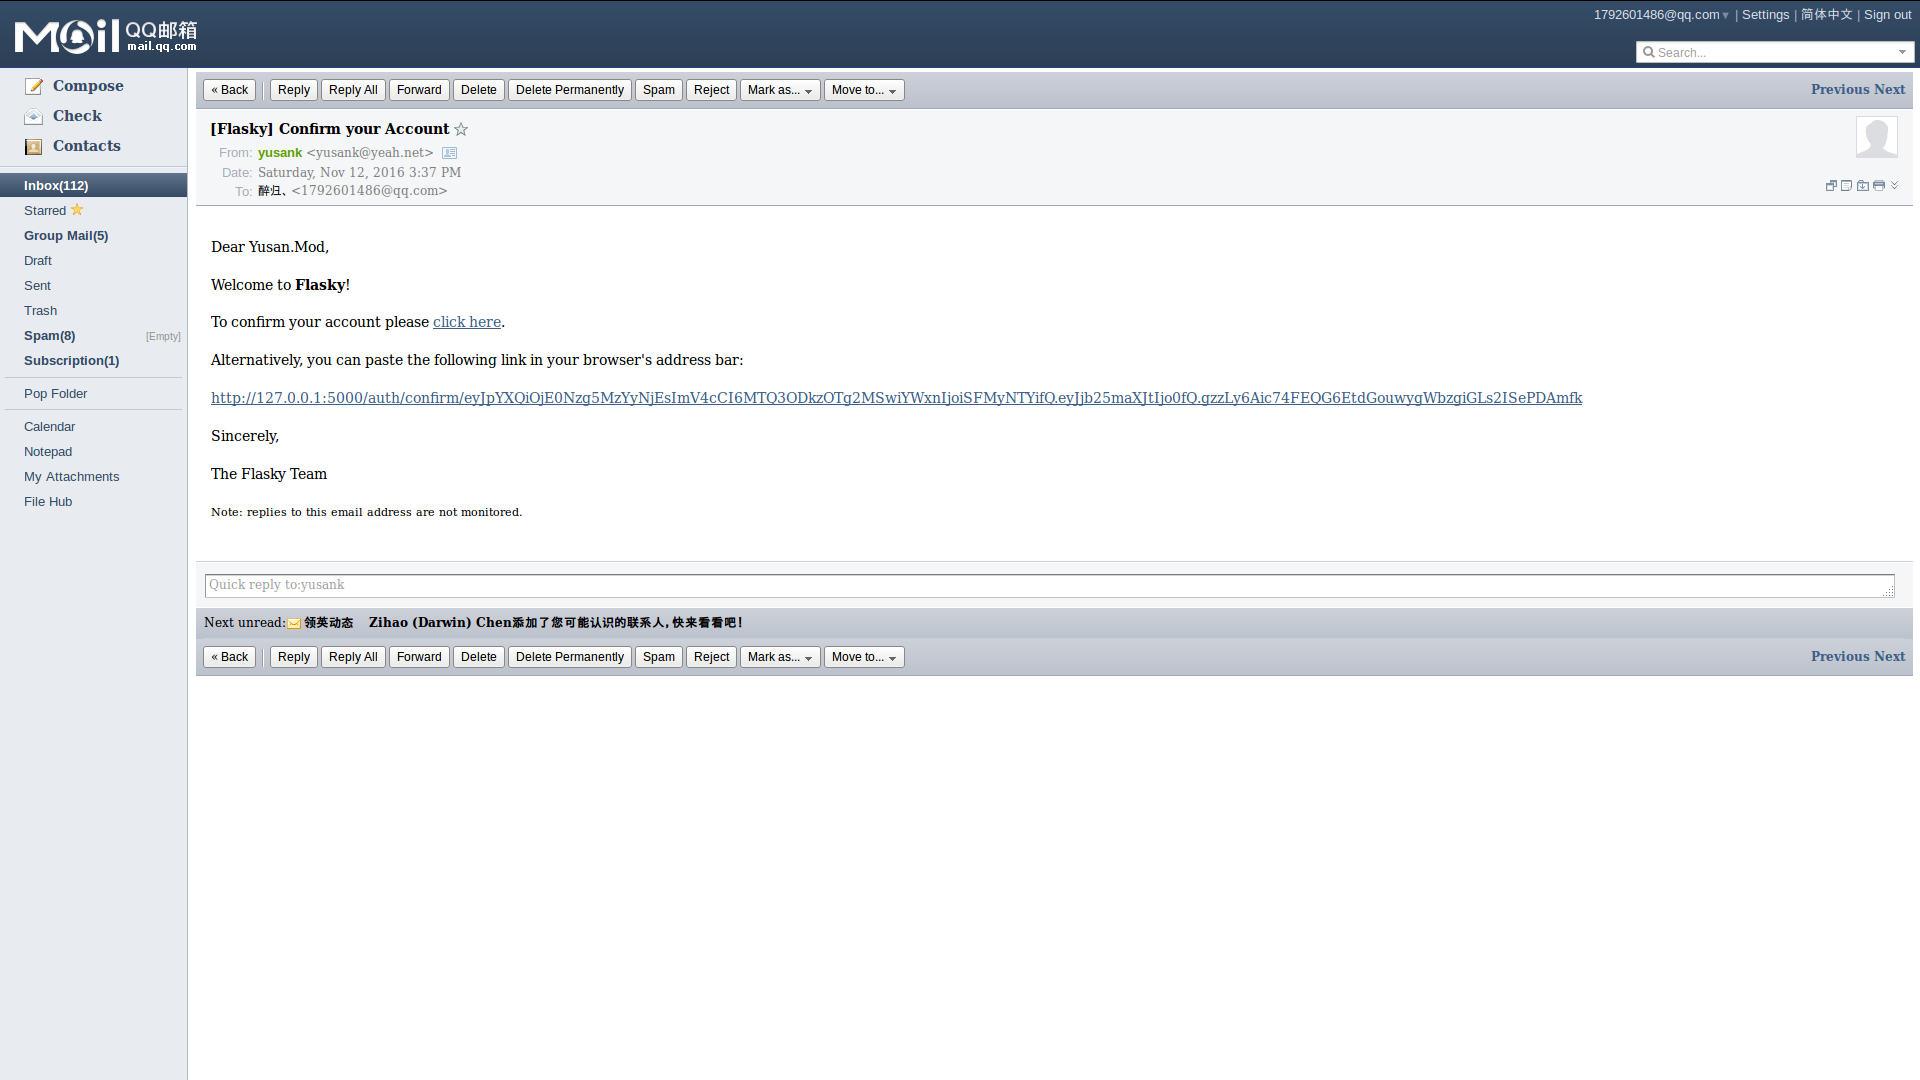 1792601486@qq.com | Settings | 简体中文 | Sign out
Mail QQ邮箱
mail.qq.com
Search...
Compose
Check
Contacts
Inbox(112)
Starred
Group Mail(5)
Draft
Sent
Trash
Spam(8) [Empty]
Subscription(1)
Pop Folder
Calendar
Notepad
My Attachments
File Hub
« Back Reply Reply All Forward Delete Delete Permanently Spam Reject Mark as... Move to... Previous Next
[Flasky] Confirm your Account
From: yusank <yusank@yeah.net>
Date: Saturday, Nov 12, 2016 3:37 PM
To: 醉归、<1792601486@qq.com>
Dear Yusan.Mod,
Welcome to Flasky!
To confirm your account please click here.
Alternatively, you can paste the following link in your browser's address bar:
http://127.0.0.1:5000/auth/confirm/eyJpYXQiOjE0Nzg5MzYyNjEsImV4cCI6MTQ3ODkzOTg2MSwiYWxnIjoiSFMyNTYifQ.eyJjb25maXJtIjo0fQ.gzzLy6Aic74FEQG6EtdGouwygWbzgiGLs2ISePDAmfk
Sincerely,
The Flasky Team
Note: replies to this email address are not monitored.
Quick reply to:yusank
Next unread: 领英动态 Zihao (Darwin) Chen添加了您可能认识的联系人,快来看看吧!
« Back Reply Reply All Forward Delete Delete Permanently Spam Reject Mark as... Move to... Previous Next